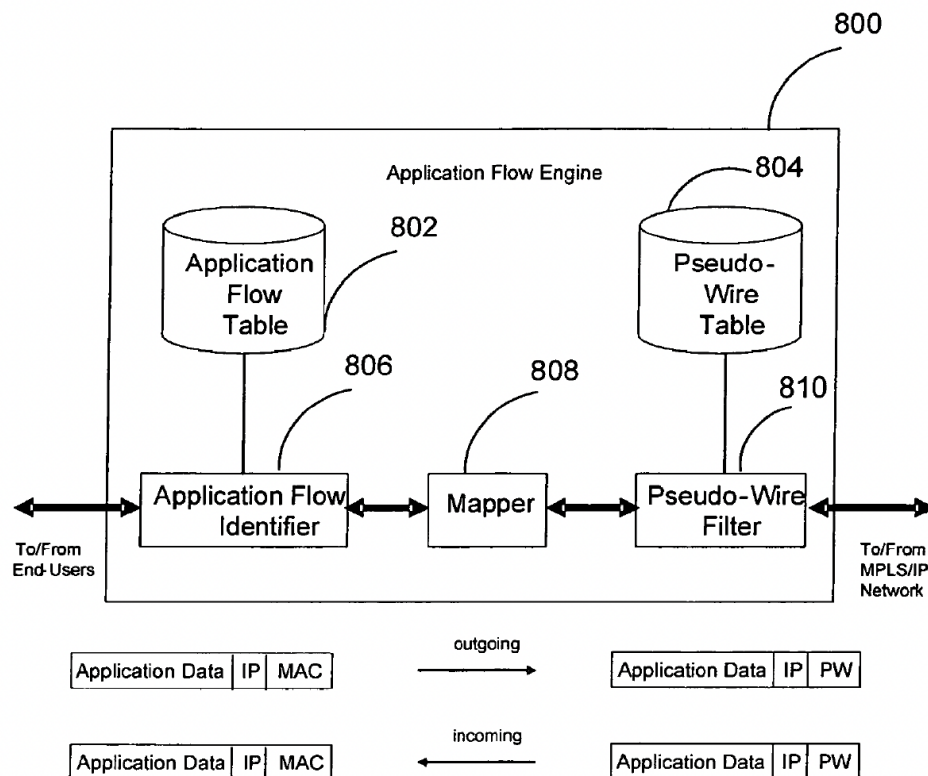 800
Application Flow Engine
804
802
Application
Flow
Table
Pseudo-
Wire
Table
806
808
810
Application Flow
Identifier
Mapper
Pseudo-Wire
Filter
To/From
End-Users
To/From
MPLS/IP
Network
outgoing
Application Data IP MAC
Application Data IP PW
incoming
Application Data IP MAC
Application Data IP PW